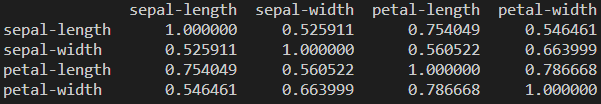 sepal-length sepal-width petal-length petal-width
sepal-length 1.000000 0.525911 0.754049 0.546461
sepal-width 0.525911 1.000000 0.560522 0.663999
petal-length 0.754049 0.560522 1.000000 0.786668
petal-width 0.546461 0.663999 0.786668 1.000000